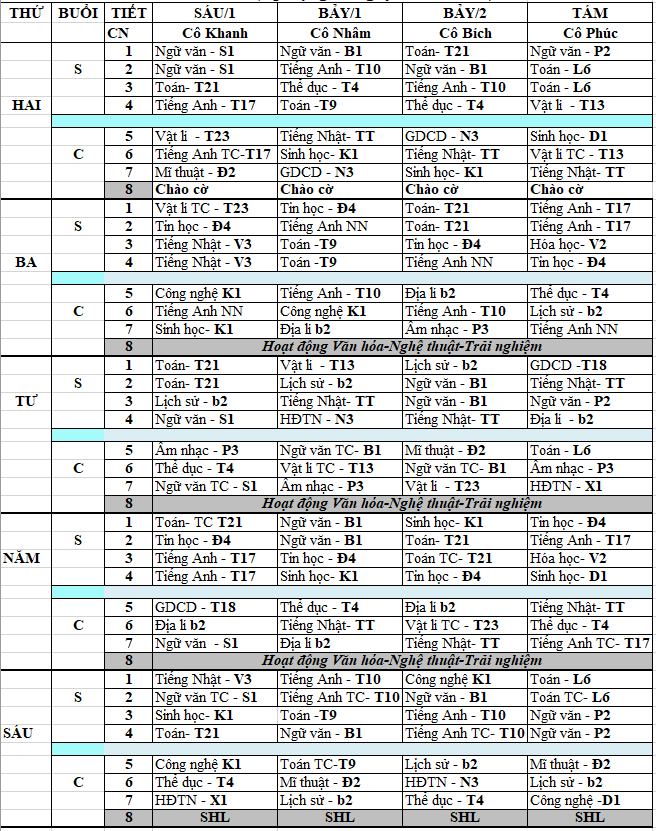 THỨ BUỔI TIẾT SÁU/1 BẢY/1 BẢY/2 TÁM
CN Cô Khanh Cô Nhâm Cô Bích Cô Phúc
1 Ngữ văn - S1 Ngữ văn - B1 Toán- T21 Ngữ văn - P2
S 2 Ngữ văn - S1 Tiếng Anh - T10 Ngữ văn - B1 Toán - L6
3 Toán- T21 Thể dục - T4 Tiếng Anh - T10 Toán - L6
HAI 4 Tiếng Anh - T17 Toán -T9 Thể dục - T4 Vật lí - T13
5 Vật lí - T23 Tiếng Nhật- TT GDCD - N3 Sinh học- D1
C 6 Tiếng Anh TC-T17 Sinh học- K1 Tiếng Nhật- TT Vật lí TC - T13
7 Mĩ thuật - Đ2 GDCD - N3 Sinh học- K1 Tiếng Nhật- TT
8 Chào cờ Chào cờ Chào cờ Chào cờ
1 Vật lí TC - T23 Tin học - Đ4 Toán- T21 Tiếng Anh - T17
S 2 Tin học - Đ4 Tiếng Anh NN Toán- T21 Tiếng Anh - T17
3 Tiếng Nhật - V3 Toán -T9 Tin học - Đ4 Hóa học- V2
BA 4 Tiếng Nhật - V3 Toán -T9 Tiếng Anh NN Tin học - Đ4
5 Công nghệ K1 Tiếng Anh - T10 Địa lí b2 Thể dục - T4
C 6 Tiếng Anh NN Công nghệ K1 Tiếng Anh - T10 Lịch sử - b2
7 Sinh học- K1 Địa lí b2 Âm nhạc - P3 Tiếng Anh NN
8 Hoạt động Văn hóa-Nghệ thuật-Trải nghiệm
1 Toán- T21 Vật lí - T13 Lịch sử - b2 GDCD -T18
S 2 Toán- T21 Lịch sử - b2 Ngữ văn - B1 Tiếng Nhật- TT
TƯ 3 Lịch sử - b2 Tiếng Nhật- TT Ngữ văn - B1 Ngữ văn - P2
4 Ngữ văn - S1 HĐTN - N3 Tiếng Nhật- TT Địa lí - b2
5 Âm nhạc - P3 Ngữ văn TC- B1 Mĩ thuật - Đ2 Toán - L6
C 6 Thể dục - T4 Vật lí TC - T13 Ngữ văn TC- B1 Âm nhạc - P3
7 Ngữ văn TC - S1 Âm nhạc - P3 Vật lí - T23 HĐTN - X1
8 Hoạt động Văn hóa-Nghệ thuật-Trải nghiệm
1 Toán- TC T21 Ngữ văn - B1 Sinh học- K1 Tin học - Đ4
S 2 Tin học - Đ4 Ngữ văn - B1 Toán- T21 Tiếng Anh - T17
NĂM 3 Tiếng Anh - T17 Tin học - Đ4 Toán TC- T21 Hóa học- V2
4 Tiếng Anh - T17 Sinh học- K1 Tin học - Đ4 Sinh học- D1
5 GDCD - T18 Thể dục - T4 Địa lí b2 Tiếng Nhật- TT
C 6 Địa lí b2 Tiếng Nhật- TT Vật lí TC - T23 Thể dục - T4
7 Ngữ văn - S1 Địa lí b2 Tiếng Nhật- TT Tiếng Anh TC- T17
8 Hoạt động Văn hóa-Nghệ thuật-Trải nghiệm
1 Tiếng Nhật - V3 Tiếng Anh - T10 Công nghệ K1 Toán - L6
S 2 Ngữ văn TC - S1 Tiếng Anh TC- T10 Ngữ văn - B1 Toán TC- L6
3 Sinh học- K1 Toán -T9 Tiếng Anh - T10 Ngữ văn - P2
SÁU 4 Toán- T21 Ngữ văn - B1 Tiếng Anh TC- T10 Ngữ văn - P2
5 Công nghệ K1 Toán TC-T9 Lịch sử - b2 Mĩ thuật - Đ2
C 6 Thể dục - T4 Mĩ thuật - Đ2 HĐTN - N3 Lịch sử - b2
7 HĐTN - X1 Lịch sử - b2 Thể dục - T4 Công nghệ -D1
8 SHL SHL SHL SHL